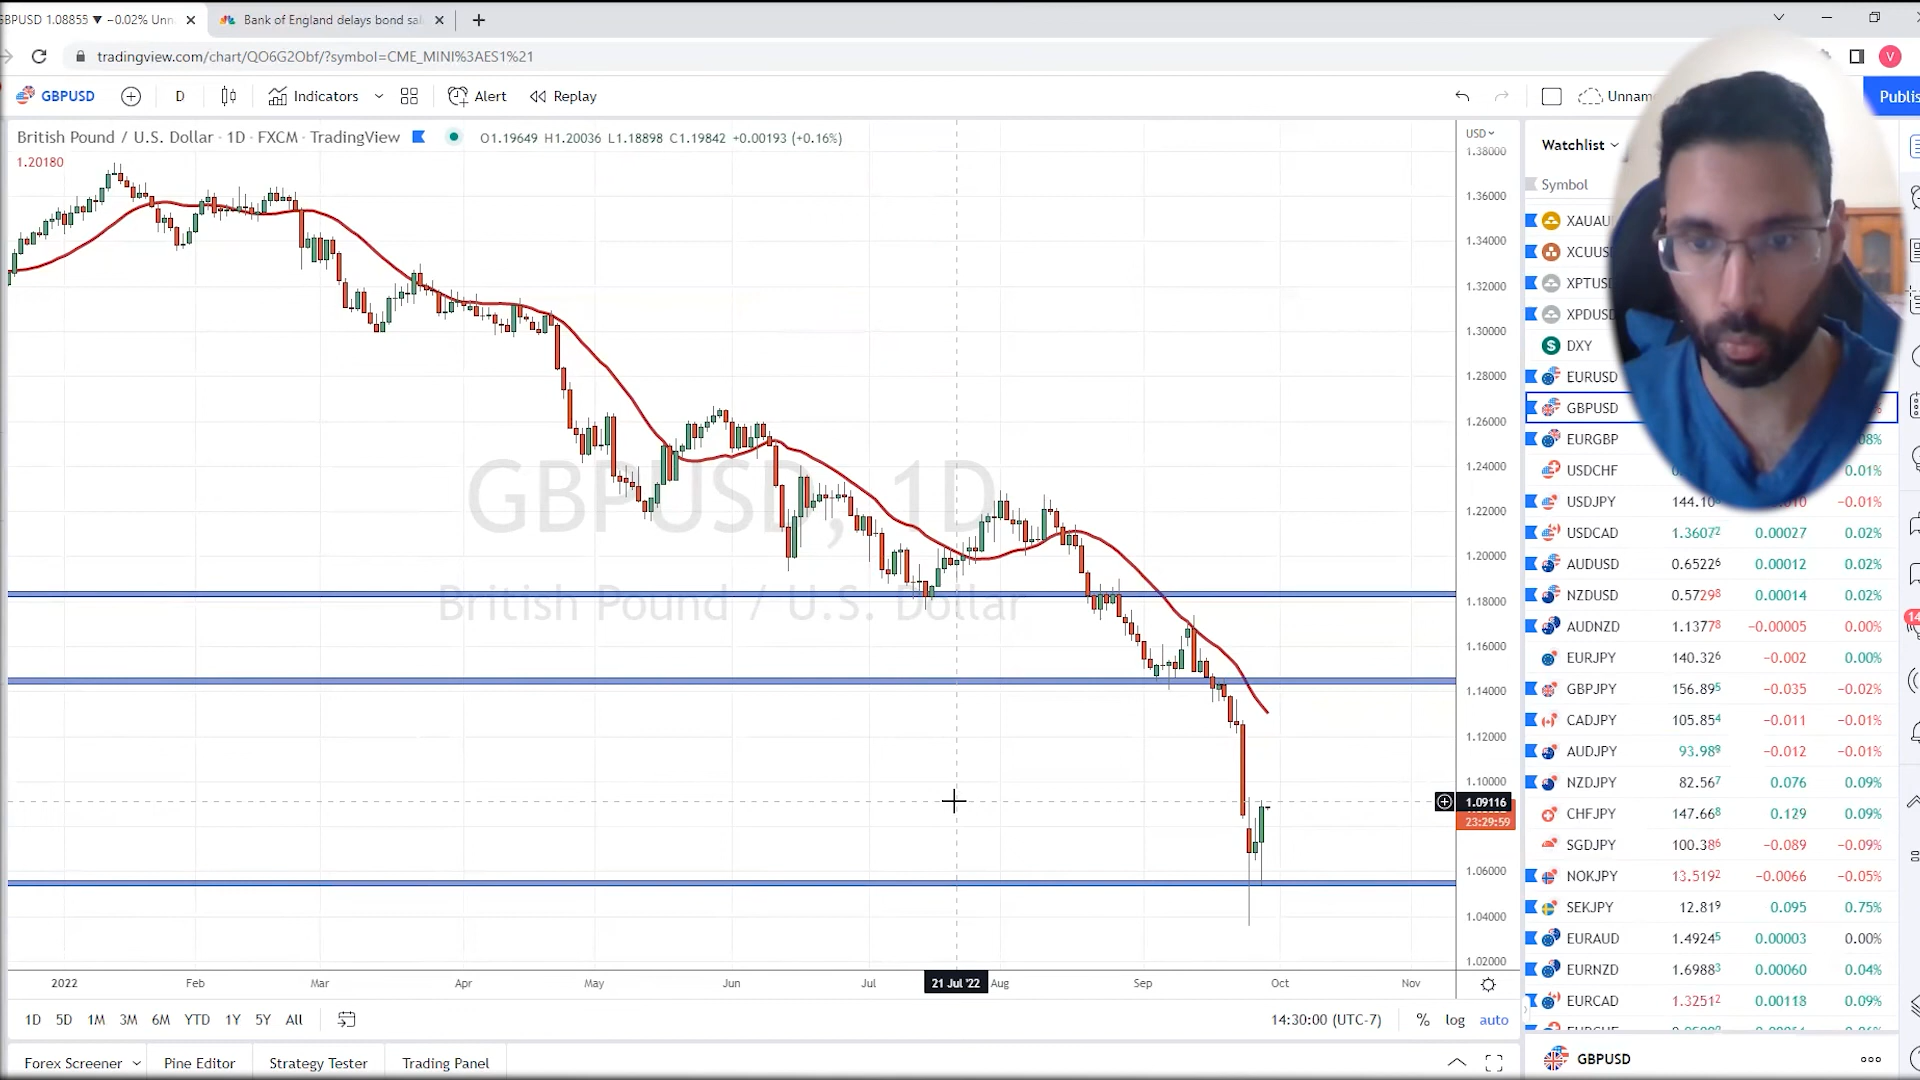 GBPUSD 1.08855 ▼ −0.02% Unn
Bank of England delays bond sal
tradingview.com/chart/QO6G2Obf/?symbol=CME_MINI%3AES1%21
V
GBPUSD
D
Indicators
Alert
Replay
Unnam
Publis
British Pound / U.S. Dollar · 1D · FXCM · TradingView
O1.19649 H1.20036 L1.18898 C1.19842 +0.00193 (+0.16%)
1.20180
USD
1.38000
1.36000
1.34000
1.32000
1.30000
1.28000
1.26000
1.24000
1.22000
1.20000
1.18000
1.16000
1.14000
1.12000
1.10000
1.09116
23:29:59
1.06000
1.04000
1.02000
GBPUSD, 1D
British Pound / U.S. Dollar
2022
Feb
Mar
Apr
May
Jun
Jul
21 Jul '22
Aug
Sep
Oct
Nov
1D
5D
1M
3M
6M
YTD
1Y
5Y
All
14:30:00 (UTC-7)
%
log
auto
Forex Screener
Pine Editor
Strategy Tester
Trading Panel
Watchlist
Symbol
XAUAU
XCUUS
XPTUSD
XPDUSD
DXY
EURUSD
GBPUSD
EURGBP 08%
USDCHF 0.01%
USDJPY 144.10 010 −0.01%
USDCAD 1.36072 0.00027 0.02%
AUDUSD 0.65226 0.00012 0.02%
NZDUSD 0.57298 0.00014 0.02%
AUDNZD 1.13778 −0.00005 0.00%
EURJPY 140.326 −0.002 0.00%
GBPJPY 156.895 −0.035 −0.02%
CADJPY 105.854 −0.011 −0.01%
AUDJPY 93.989 −0.012 −0.01%
NZDJPY 82.567 0.076 0.09%
CHFJPY 147.668 0.129 0.09%
SGDJPY 100.386 −0.089 −0.09%
NOKJPY 13.5192 −0.0066 −0.05%
SEKJPY 12.819 0.095 0.75%
EURAUD 1.49245 0.00003 0.00%
EURNZD 1.69883 0.00060 0.04%
EURCAD 1.32512 0.00118 0.09%
GBPUSD
14